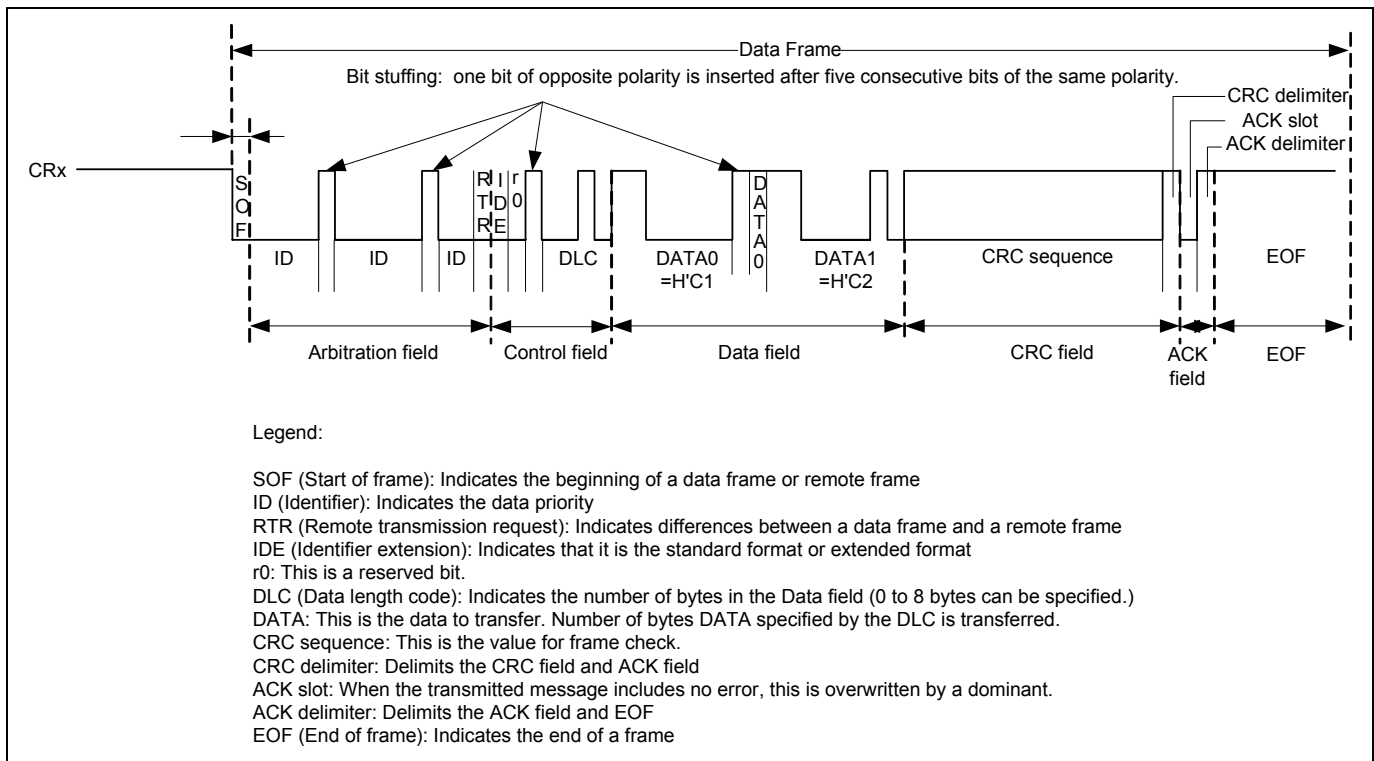 Data Frame
Bit stuffing: one bit of opposite polarity is inserted after five consecutive bits of the same polarity.
CRC delimiter
ACK slot
ACK delimiter
CRx
SOF
RTR
IDE
r0
DATA0
ID
ID
ID
DLC
DATA0
=H'C1
DATA1
=H'C2
CRC sequence
EOF
Arbitration field
Control field
Data field
CRC field
ACK
field
EOF
Legend:
SOF (Start of frame): Indicates the beginning of a data frame or remote frame
ID (Identifier): Indicates the data priority
RTR (Remote transmission request): Indicates differences between a data frame and a remote frame
IDE (Identifier extension): Indicates that it is the standard format or extended format
r0: This is a reserved bit.
DLC (Data length code): Indicates the number of bytes in the Data field (0 to 8 bytes can be specified.)
DATA: This is the data to transfer. Number of bytes DATA specified by the DLC is transferred.
CRC sequence: This is the value for frame check.
CRC delimiter: Delimits the CRC field and ACK field
ACK slot: When the transmitted message includes no error, this is overwritten by a dominant.
ACK delimiter: Delimits the ACK field and EOF
EOF (End of frame): Indicates the end of a frame